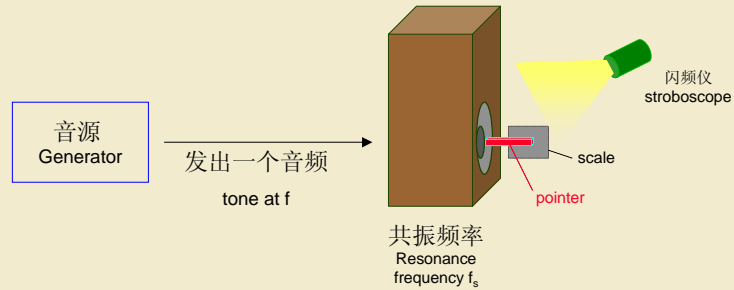 音源
Generator
发出一个音频
tone at f
共振频率
Resonance
frequency fₛ
闪频仪
stroboscope
scale
pointer